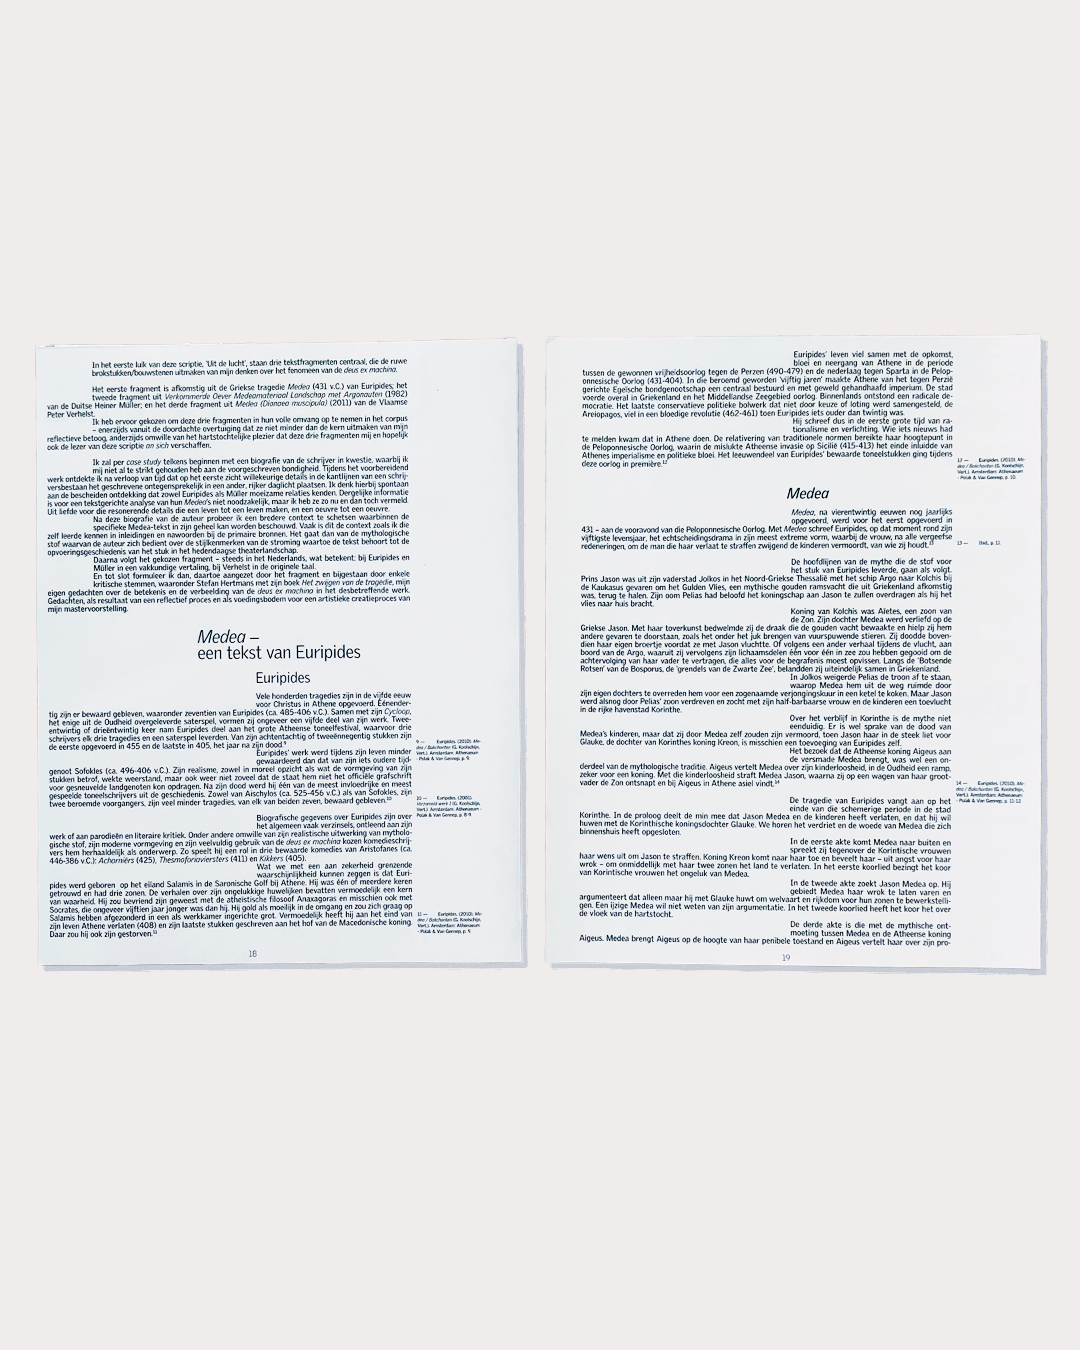 In het eerste luik van deze scriptie, 'Uit de lucht', staan drie tekstfragmenten centraal, die de ruwe
brokstukken/bouwstenen uitmaken van mijn denken over het fenomeen van de deus ex machina.
Het eerste fragment is afkomstig uit de Griekse tragedie Medea (431 v.C.) van Euripides; het
tweede fragment uit Verkommerde Oever Medeamateriaal Landschap met Argonauten (1982)
van de Duitse Heiner Müller; en het derde fragment uit Medea (Dionaea muscipula) (2011) van de Vlaamse
Peter Verhelst.
Ik heb ervoor gekozen om deze drie fragmenten in hun volle omvang op te nemen in het corpus
– enerzijds vanuit de doordachte overtuiging dat ze niet minder dan de kern uitmaken van mijn
reflectieve betoog, anderzijds omwille van het hartstochtelijke plezier dat deze drie fragmenten mij en hopelijk
ook de lezer van deze scriptie an sich verschaffen.
Ik zal per case study telkens beginnen met een biografie van de schrijver in kwestie, waarbij ik
mij niet al te strikt gehouden heb aan de voorgeschreven bondigheid. Tijdens het voorbereidend
werk ontdekte ik na verloop van tijd dat op het eerste zicht willekeurige details in de kantlijnen van een schrij-
versbestaan het geschrevene ontegensprekelijk in een ander, rijker daglicht plaatsen. Ik denk hierbij spontaan
aan de bescheiden ontdekking dat zowel Euripides als Müller moeizame relaties kenden. Dergelijke informatie
is voor een tekstgerichte analyse van hun Medea's niet noodzakelijk, maar ik heb ze zo nu en dan toch vermeld.
Uit liefde voor die resonerende details die een leven tot een leven maken, en een oeuvre tot een oeuvre.
Na deze biografie van de auteur probeer ik een bredere context te schetsen waarbinnen de
specifieke Medea-tekst in zijn geheel kan worden beschouwd. Vaak is dit de context zoals ik die
zelf leerde kennen in inleidingen en nawoorden bij de primaire bronnen. Het gaat dan van de mythologische
stof waarvan de auteur zich bedient over de stijlkenmerken van de stroming waartoe de tekst behoort tot de
opvoeringsgeschiedenis van het stuk in het hedendaagse theaterlandschap.
Daarna volgt het gekozen fragment – steeds in het Nederlands, wat betekent: bij Euripides en
Müller in een vakkundige vertaling, bij Verhelst in de originele taal.
En tot slot formuleer ik dan, daartoe aangezet door het fragment en bijgestaan door enkele
kritische stemmen, waaronder Stefan Hertmans met zijn boek Het zwijgen van de tragedie, mijn
eigen gedachten over de betekenis en de verbeelding van de deus ex machina in het desbetreffende werk.
Gedachten, als resultaat van een reflectief proces en als voedingsbodem voor een artistieke creatieproces van
mijn mastervoorstelling.
Medea –
een tekst van Euripides
Euripides
Vele honderden tragedies zijn in de vijfde eeuw
voor Christus in Athene opgevoerd. Eénender-
tig zijn er bewaard gebleven, waaronder zeventien van Euripides (ca. 485-406 v.C.). Samen met zijn Cycloop,
het enige uit de Oudheid overgeleverde saterspel, vormen zij ongeveer een vijfde deel van zijn werk. Twee-
entwintig of drieëntwintig keer nam Euripides deel aan het grote Atheense toneelfestival, waarvoor drie
schrijvers elk drie tragedies en een saterspel leverden. Van zijn achtentachtig of tweeënnegentig stukken zijn
de eerste opgevoerd in 455 en de laatste in 405, het jaar na zijn dood.⁹
Euripides' werk werd tijdens zijn leven minder
gewaardeerd dan dat van zijn iets oudere tijd-
genoot Sofokles (ca. 496-406 v.C.). Zijn realisme, zowel in moreel opzicht als wat de vormgeving van zijn
stukken betrof, wekte weerstand, maar ook weer niet zoveel dat de staat hem niet het officiële grafschrift
voor gesneuvelde landgenoten kon opdragen. Na zijn dood werd hij één van de meest invloedrijke en meest
gespeelde toneelschrijvers uit de geschiedenis. Zowel van Aischylos (ca. 525-456 v.C.) als van Sofokles, zijn
twee beroemde voorgangers, zijn veel minder tragedies, van elk van beiden zeven, bewaard gebleven.¹⁰
Biografische gegevens over Euripides zijn over
het algemeen vaak verzinsels, ontleend aan zijn
werk of aan parodieën en literaire kritiek. Onder andere omwille van zijn realistische uitwerking van mytholo-
gische stof, zijn moderne vormgeving en zijn veelvuldig gebruik van de deus ex machina kozen komedieschrij-
vers hem herhaaldelijk als onderwerp. Zo speelt hij een rol in drie bewaarde komedies van Aristofanes (ca.
446-386 v.C.): Acharniërs (425), Thesmoforiaviersters (411) en Kikkers (405).
Wat we met een aan zekerheid grenzende
waarschijnlijkheid kunnen zeggen is dat Euri-
pides werd geboren op het eiland Salamis in de Saronische Golf bij Athene. Hij was één of meerdere keren
getrouwd en had drie zonen. De verhalen over zijn ongelukkige huwelijken bevatten vermoedelijk een kern
van waarheid. Hij zou bevriend zijn geweest met de atheïstische filosoof Anaxagoras en misschien ook met
Socrates, die ongeveer vijftien jaar jonger was dan hij. Hij gold als moeilijk in de omgang en zou zich graag op
Salamis hebben afgezonderd in een als werkkamer ingerichte grot. Vermoedelijk heeft hij aan het eind van
zijn leven Athene verlaten (408) en zijn laatste stukken geschreven aan het hof van de Macedonische koning.
Daar zou hij ook zijn gestorven.¹¹
9 — Euripides. (2010). Me-
dea / Bakchanten (G. Koolschijn,
Vert.). Amsterdam: Athenaeum
- Polak & Van Gennep, p. 9.
10 — Euripides. (2001).
Verzameld werk I (G. Koolschijn,
Vert.). Amsterdam: Athenaeum -
Polak & Van Gennep, p. 8-9.
11 — Euripides. (2010). Me-
dea / Bakchanten (G. Koolschijn,
Vert.). Amsterdam: Athenaeum
- Polak & Van Gennep, p. 9.
18
Euripides' leven viel samen met de opkomst,
bloei en neergang van Athene in de periode
tussen de gewonnen vrijheidsoorlog tegen de Perzen (490-479) en de nederlaag tegen Sparta in de Pelop-
onnesische Oorlog (431-404). In die beroemd geworden 'vijftig jaren' maakte Athene van het tegen Perzië
gerichte Egeïsche bondgenootschap een centraal bestuurd en met geweld gehandhaafd imperium. De stad
voerde overal in Griekenland en het Middellandse Zeegebied oorlog. Binnenlands ontstond een radicale de-
mocratie. Het laatste conservatieve politieke bolwerk dat niet door keuze of loting werd samengesteld, de
Areiopagos, viel in een bloedige revolutie (462-461) toen Euripides iets ouder dan twintig was.
Hij schreef dus in de eerste grote tijd van ra-
tionalisme en verlichting. Wie iets nieuws had
te melden kwam dat in Athene doen. De relativering van traditionele normen bereikte haar hoogtepunt in
de Peloponnesische Oorlog, waarin de mislukte Atheense invasie op Sicilië (415-413) het einde inluidde van
Athenes imperialisme en politieke bloei. Het leeuwendeel van Euripides' bewaarde toneelstukken ging tijdens
deze oorlog in première.¹²
Medea
Medea, na vierentwintig eeuwen nog jaarlijks
opgevoerd, werd voor het eerst opgevoerd in
431 – aan de vooravond van de Peloponnesische Oorlog. Met Medea schreef Euripides, op dat moment rond zijn
vijftigste levensjaar, het echtscheidingsdrama in zijn meest extreme vorm, waarbij de vrouw, na alle vergeefse
redeneringen, om de man die haar verlaat te straffen zwijgend de kinderen vermoordt, van wie zij houdt.¹³
De hoofdlijnen van de mythe die de stof voor
het stuk van Euripides leverde, gaan als volgt.
Prins Jason was uit zijn vaderstad Jolkos in het Noord-Griekse Thessalië met het schip Argo naar Kolchis bij
de Kaukasus gevaren om het Gulden Vlies, een mythische gouden ramsvacht die uit Griekenland afkomstig
was, terug te halen. Zijn oom Pelias had beloofd het koningschap aan Jason te zullen overdragen als hij het
vlies naar huis bracht.
Koning van Kolchis was Aïetes, een zoon van
de Zon. Zijn dochter Medea werd verliefd op de
Griekse Jason. Met haar toverkunst bedwelmde zij de draak die de gouden vacht bewaakte en hielp zij hem
andere gevaren te doorstaan, zoals het onder het juk brengen van vuurspuwende stieren. Zij doodde boven-
dien haar eigen broertje voordat ze met Jason vluchtte. Of volgens een ander verhaal tijdens de vlucht, aan
boord van de Argo, waaruit zij vervolgens zijn lichaamsdelen één voor één in zee zou hebben gegooid om de
achtervolging van haar vader te vertragen, die alles voor de begrafenis moest opvissen. Langs de 'Botsende
Rotsen' van de Bosporus, de 'grendels van de Zwarte Zee', belandden zij uiteindelijk samen in Griekenland.
In Jolkos weigerde Pelias de troon af te staan,
waarop Medea hem uit de weg ruimde door
zijn eigen dochters te overreden hem voor een zogenaamde verjongingskuur in een ketel te koken. Maar Jason
werd alsnog door Pelias' zoon verdreven en zocht met zijn half-barbaarse vrouw en de kinderen een toevlucht
in de rijke havenstad Korinthe.
Over het verblijf in Korinthe is de mythe niet
eenduidig. Er is wel sprake van de dood van
Medea's kinderen, maar dat zij door Medea zelf zouden zijn vermoord, toen Jason haar in de steek liet voor
Glauke, de dochter van Korinthes koning Kreon, is misschien een toevoeging van Euripides zelf.
Het bezoek dat de Atheense koning Aigeus aan
de versmade Medea brengt, was wel een on-
derdeel van de mythologische traditie. Aigeus vertelt Medea over zijn kinderloosheid, in de Oudheid een ramp,
zeker voor een koning. Met die kinderloosheid straft Medea Jason, waarna zij op een wagen van haar groot-
vader de Zon ontsnapt en bij Aigeus in Athene asiel vindt.¹⁴
De tragedie van Euripides vangt aan op het
einde van die schemerige periode in de stad
Korinthe. In de proloog deelt de min mee dat Jason Medea en de kinderen heeft verlaten, en dat hij wil
huwen met de Korinthische koningsdochter Glauke. We horen het verdriet en de woede van Medea die zich
binnenshuis heeft opgesloten.
In de eerste akte komt Medea naar buiten en
spreekt zij tegenover de Korintische vrouwen
haar wens uit om Jason te straffen. Koning Kreon komt naar haar toe en beveelt haar – uit angst voor haar
wrok – om onmiddellijk met haar twee zonen het land te verlaten. In het eerste koorlied bezingt het koor
van Korintische vrouwen het ongeluk van Medea.
In de tweede akte zoekt Jason Medea op. Hij
gebiedt Medea haar wrok te laten varen en
argumenteert dat alleen maar hij met Glauke huwt om welvaart en rijkdom voor hun zonen te bewerkstelli-
gen. Een ijzige Medea wil niet weten van zijn argumentatie. In het tweede koorlied heeft het koor het over
de vloek van de hartstocht.
De derde akte is die met de mythische ont-
moeting tussen Medea en de Atheense koning
Aigeus. Medea brengt Aigeus op de hoogte van haar penibele toestand en Aigeus vertelt haar over zijn pro-
12 — Euripides. (2010). Me-
dea / Bakchanten (G. Koolschijn,
Vert.). Amsterdam: Athenaeum
- Polak & Van Gennep, p. 10.
13 — Ibid., p. 11.
14 — Euripides. (2010). Me-
dea / Bakchanten (G. Koolschijn,
Vert.). Amsterdam: Athenaeum
- Polak & Van Gennep, p. 11-12.
19